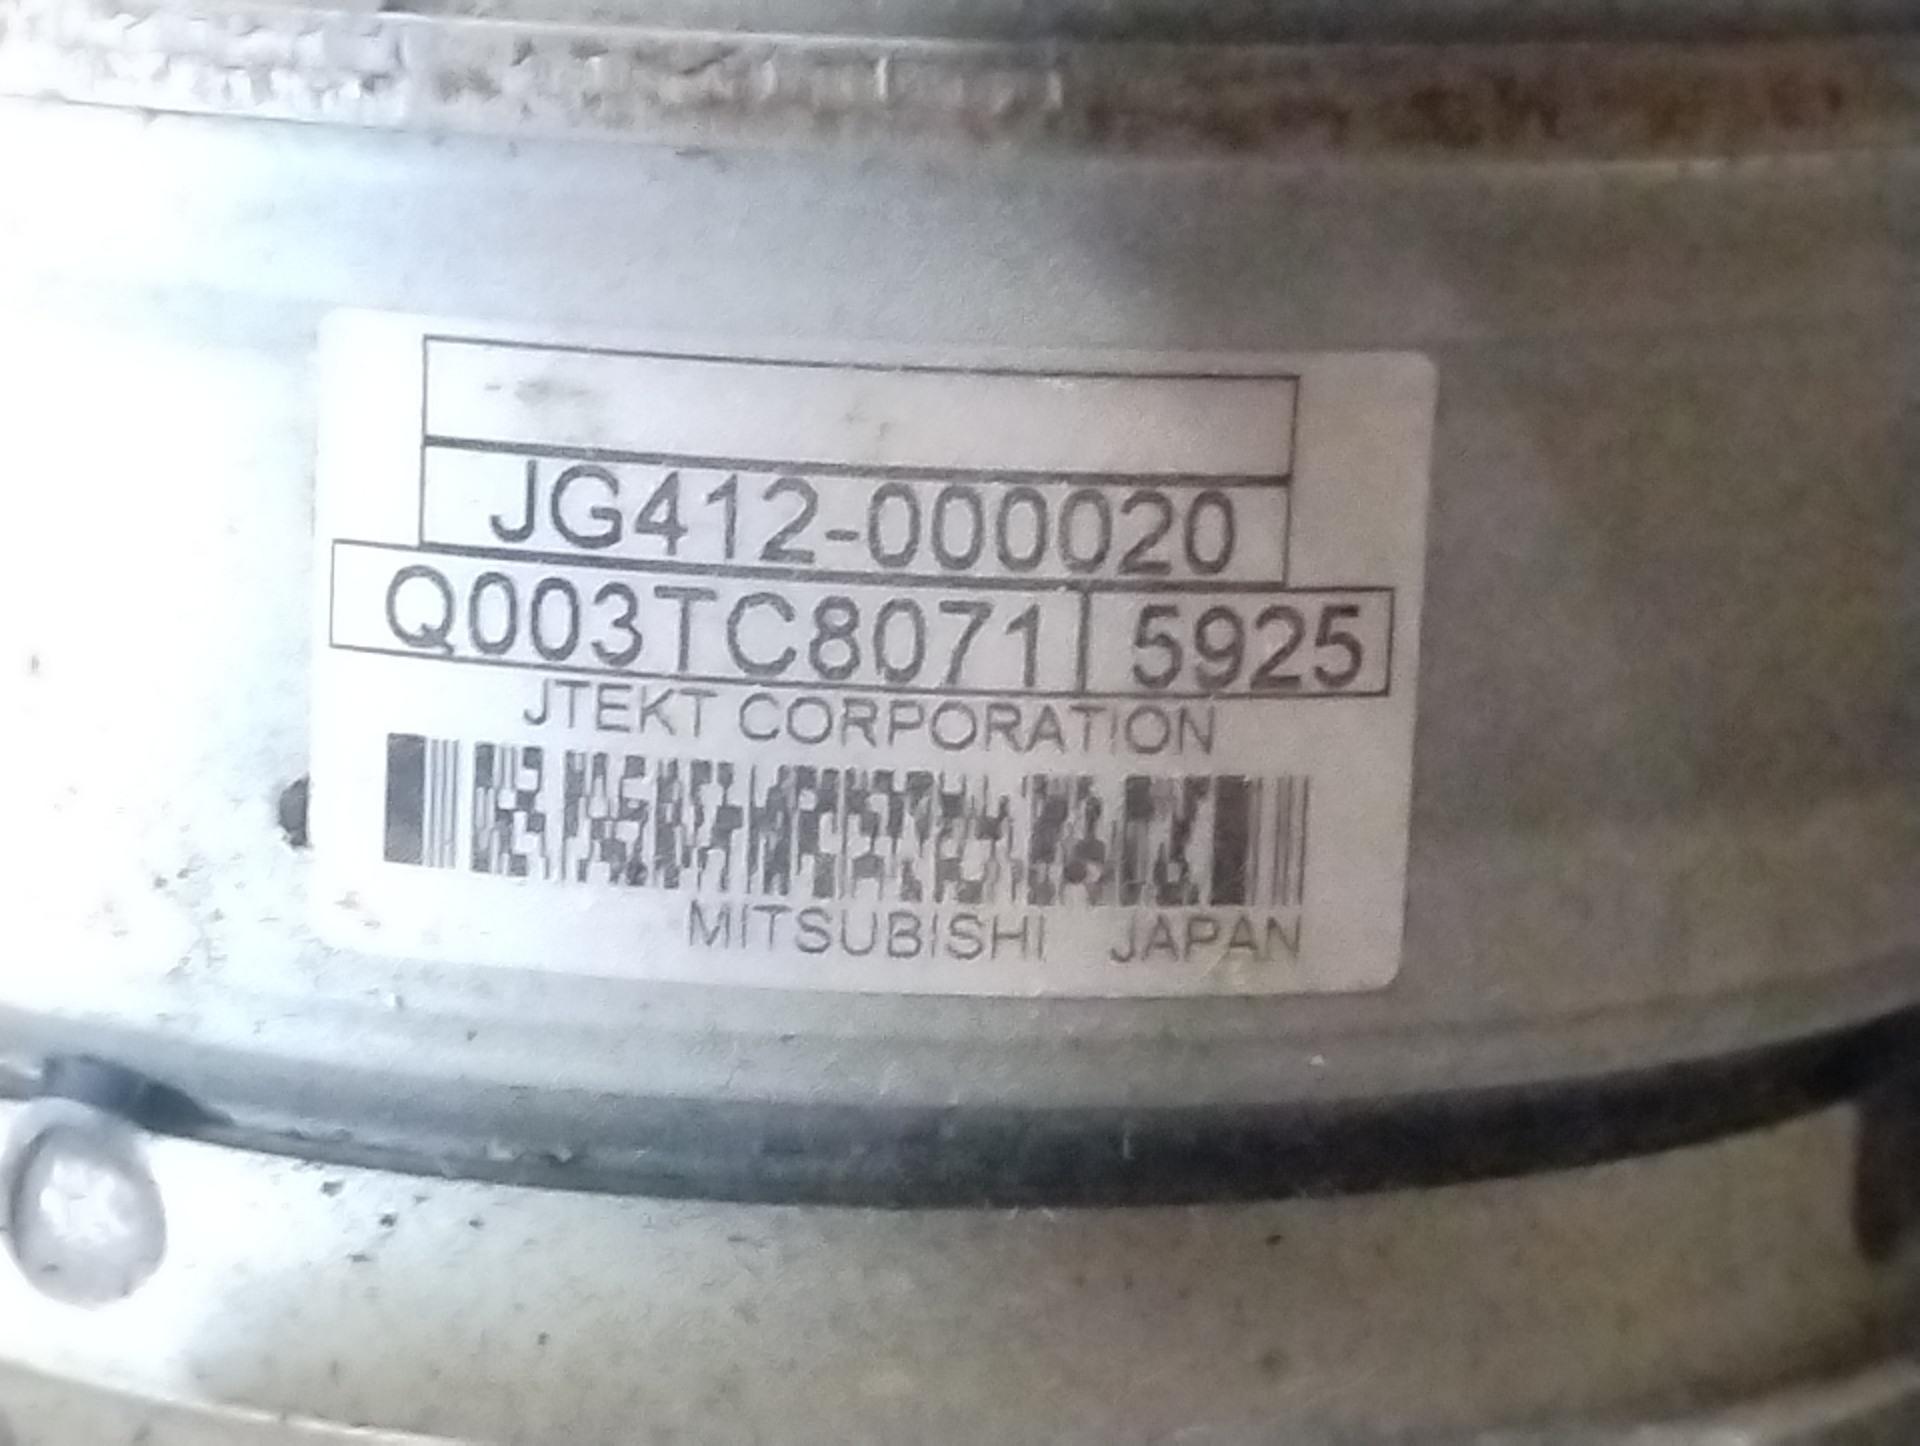 JG412-000020
Q003TC8071 5925
JTEKT CORPORATION
MITSUBISHI JAPAN